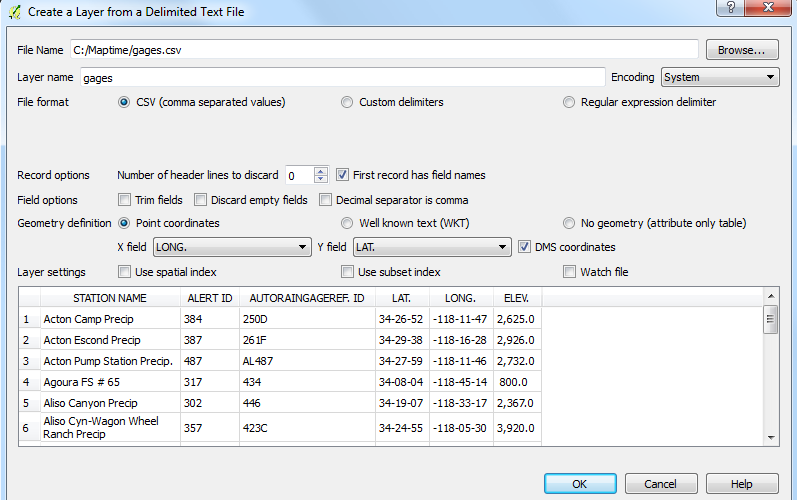 Create a Layer from a Delimited Text File
File Name C:/Maptime/gages.csv Browse...
Layer name gages Encoding System
File format CSV (comma separated values) Custom delimiters Regular expression delimiter
Record options Number of header lines to discard 0 First record has field names
Field options Trim fields Discard empty fields Decimal separator is comma
Geometry definition Point coordinates Well known text (WKT) No geometry (attribute only table)
X field LONG. Y field LAT. DMS coordinates
Layer settings Use spatial index Use subset index Watch file
STATION NAME ALERT ID AUTORAINGAGEREF. ID LAT. LONG. ELEV.
1 Acton Camp Precip 384 250D 34-26-52 -118-11-47 2,625.0
2 Acton Escond Precip 387 261F 34-29-38 -118-16-28 2,926.0
3 Acton Pump Station Precip. 487 AL487 34-27-59 -118-11-46 2,732.0
4 Agoura FS # 65 317 434 34-08-04 -118-45-14 800.0
5 Aliso Canyon Precip 302 446 34-19-07 -118-33-17 2,367.0
6 Aliso Cyn-Wagon Wheel 357 423C 34-24-55 -118-05-30 3,920.0
Ranch Precip
OK Cancel Help